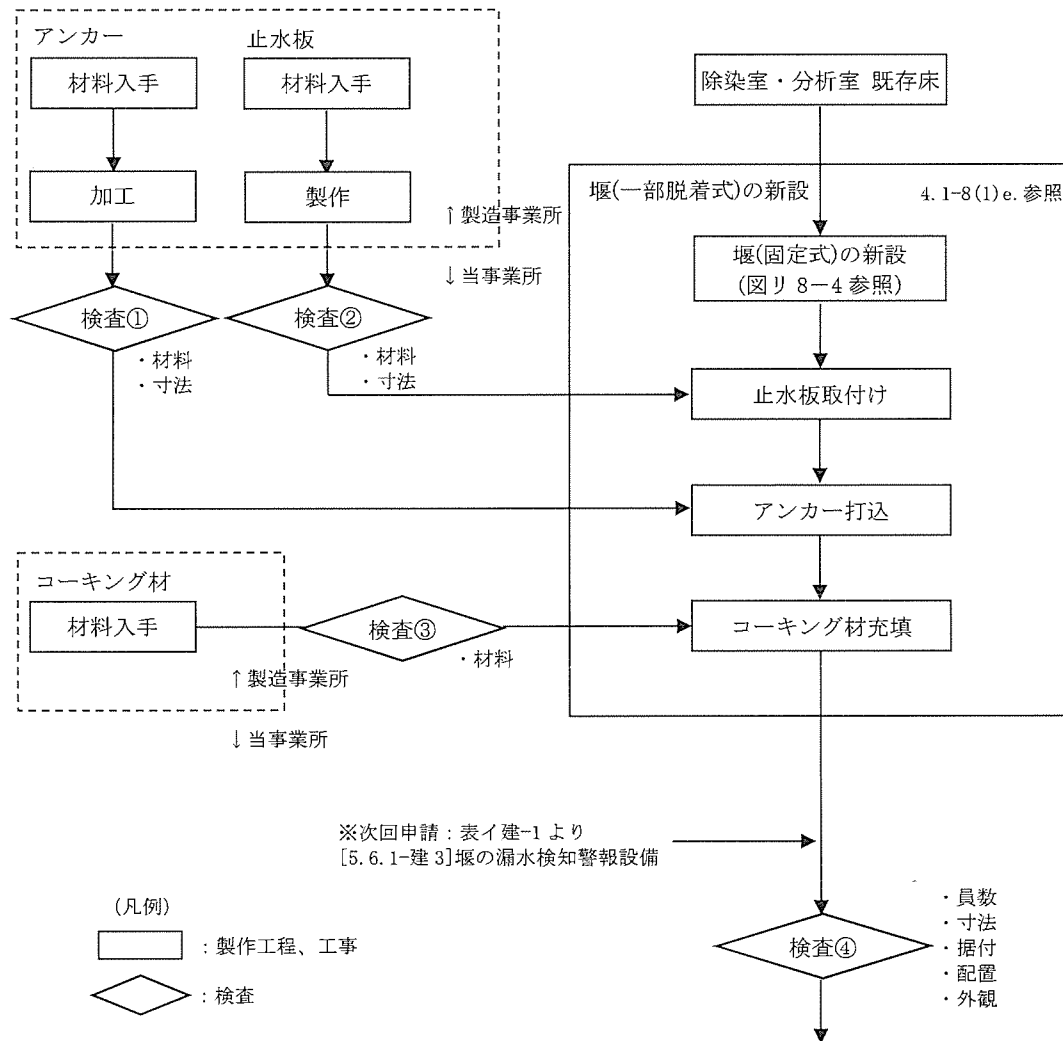 アンカー
止水板
材料入手
材料入手
加工
製作
↑製造事業所
↓当事業所
検査①
・材料
・寸法
検査②
・材料
・寸法
除染室・分析室 既存床
堰(一部脱着式)の新設
4.1-8(1)e.参照
堰(固定式)の新設
(図リ 8－4 参照)
止水板取付け
アンカー打込
コーキング材
材料入手
検査③
・材料
コーキング材充填
↑製造事業所
↓当事業所
※次回申請：表イ建-1 より
[5.6.1-建 3]堰の漏水検知警報設備
検査④
・員数
・寸法
・据付
・配置
・外観
(凡例)
：製作工程、工事
：検査